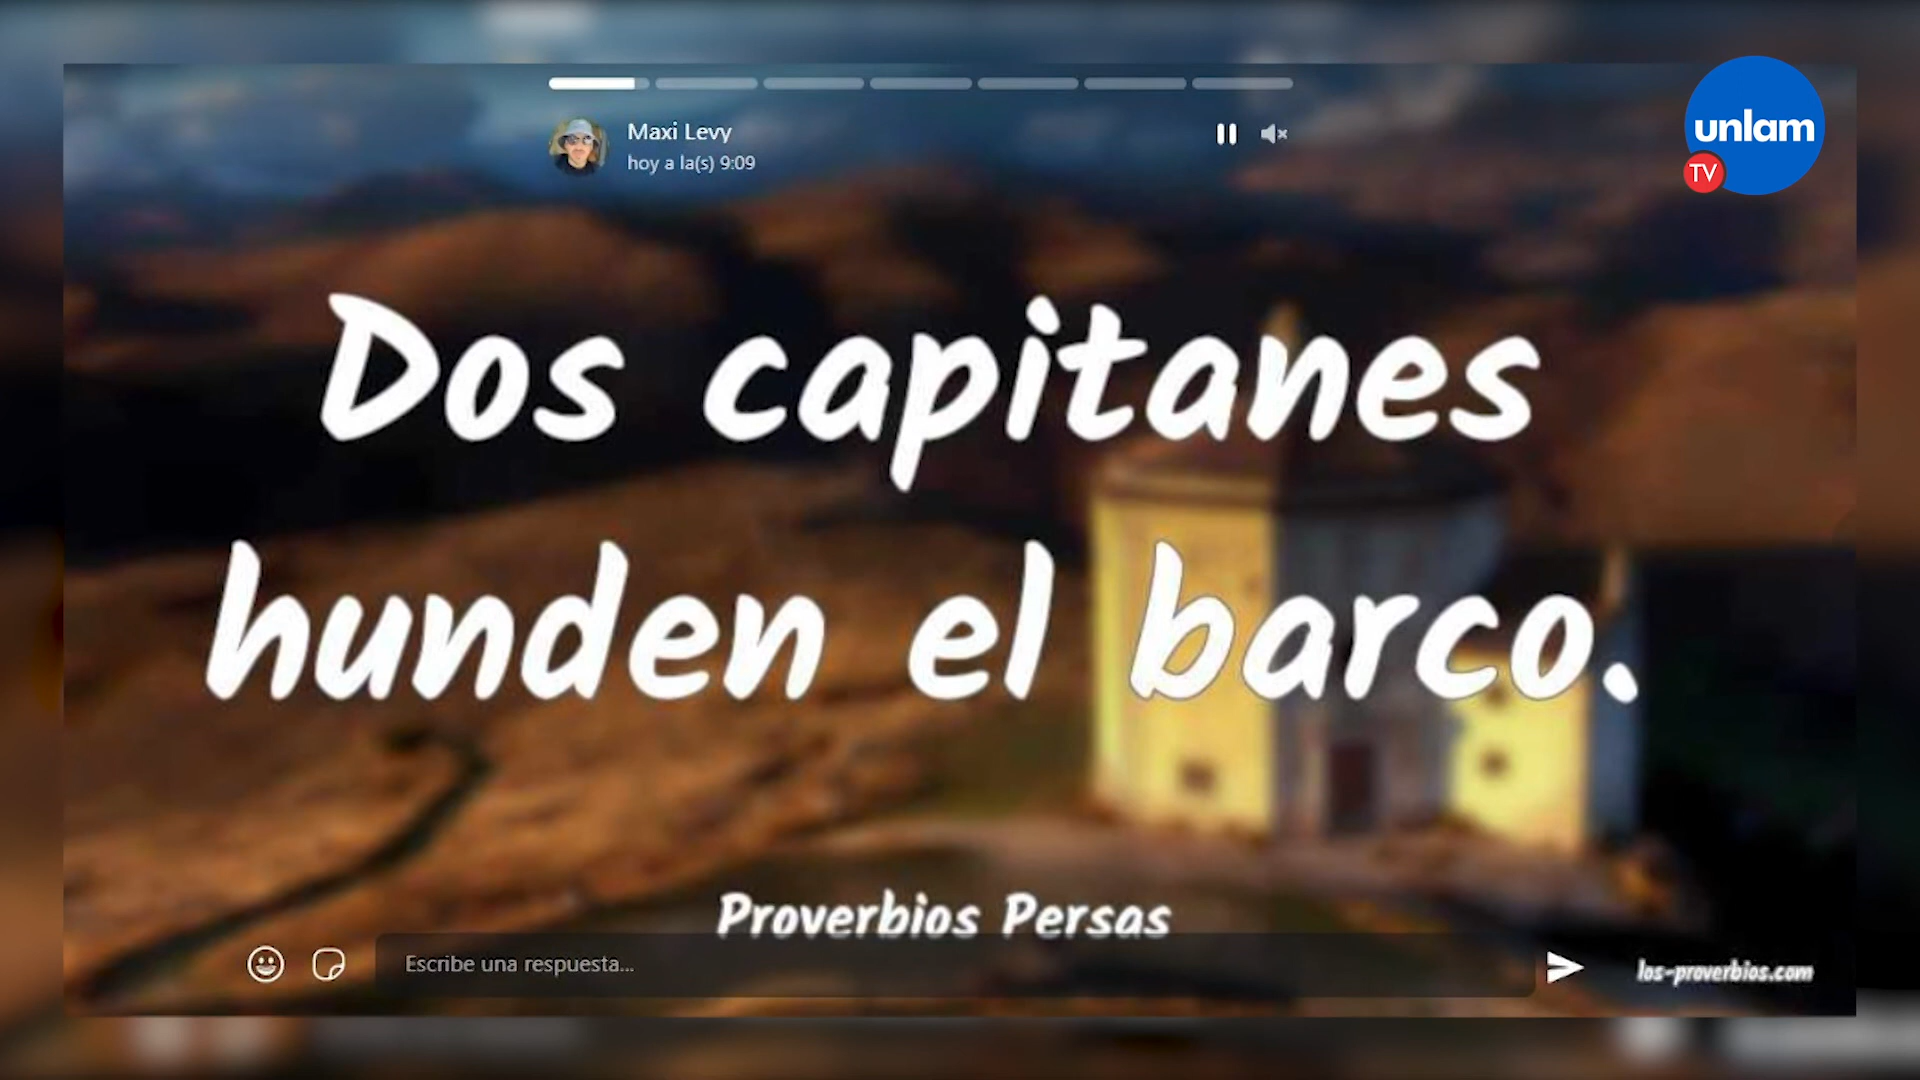 Maxi Levy
hoy a la(s) 9:09
unlam
TV
Dos capitanes
hunden el barco.
Proverbios Persas
Escribe una respuesta...
los-proverbios.com